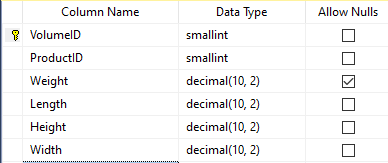 Column Name Data Type Allow Nulls
VolumeID smallint
ProductID smallint
Weight decimal(10, 2)
Length decimal(10, 2)
Height decimal(10, 2)
Width decimal(10, 2)